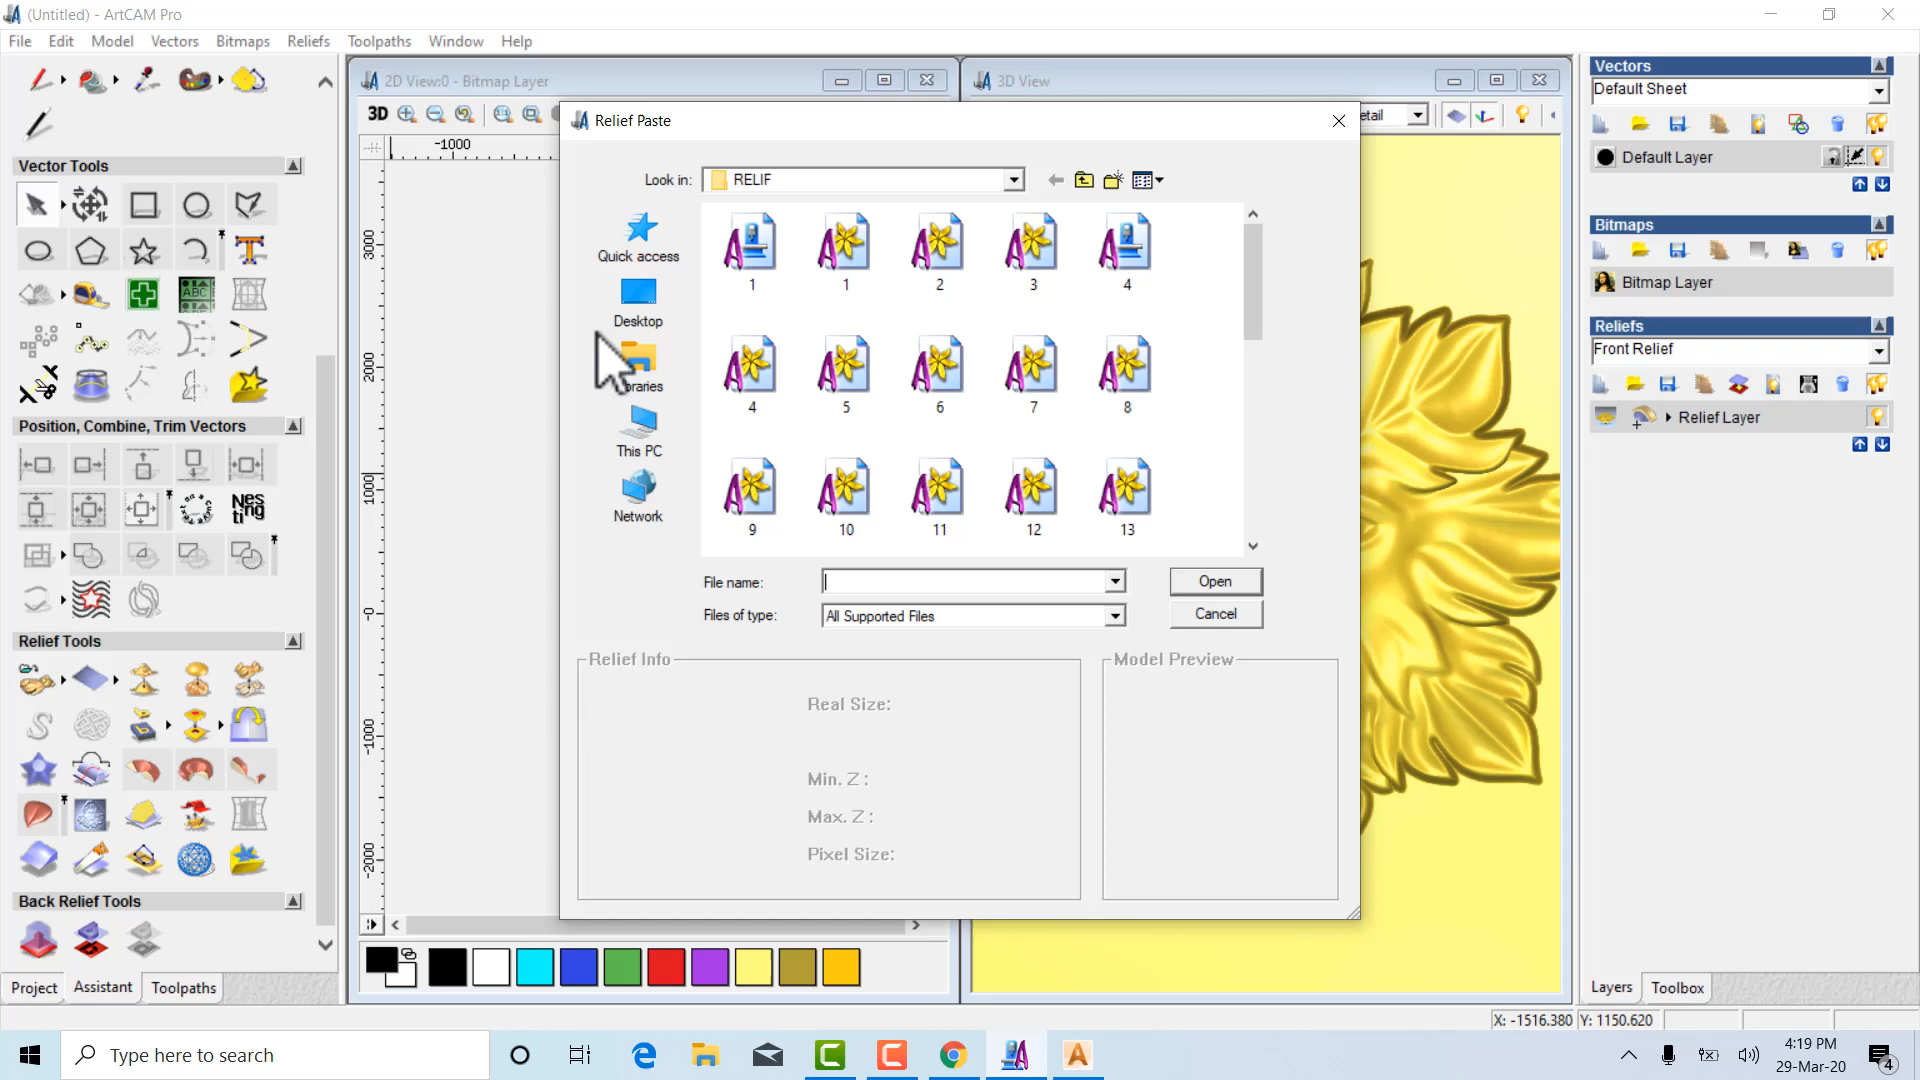 (Untitled) - ArtCAM Pro
File Edit Model Vectors Bitmaps Reliefs Toolpaths Window Help
Vector Tools
ABC
Position, Combine, Trim Vectors
Nes
ting
Relief Tools
Back Relief Tools
Project Assistant Toolpaths
2D View:0 - Bitmap Layer
3D
-1000
3000
2000
1000
-0
-1000
-2000
3D View
etail
Relief Paste
Look in: RELIF
Quick access
Desktop
braries
This PC
Network
1 1 2 3 4
4 5 6 7 8
9 10 11 12 13
File name: Open
Files of type: All Supported Files Cancel
Relief Info
Real Size:
Min. Z :
Max. Z :
Pixel Size:
Model Preview
Vectors
Default Sheet
Default Layer
Bitmaps
Bitmap Layer
Reliefs
Front Relief
Relief Layer
Layers Toolbox
X: -1516.380 Y: 1150.620
Type here to search
4:19 PM
29-Mar-20
4